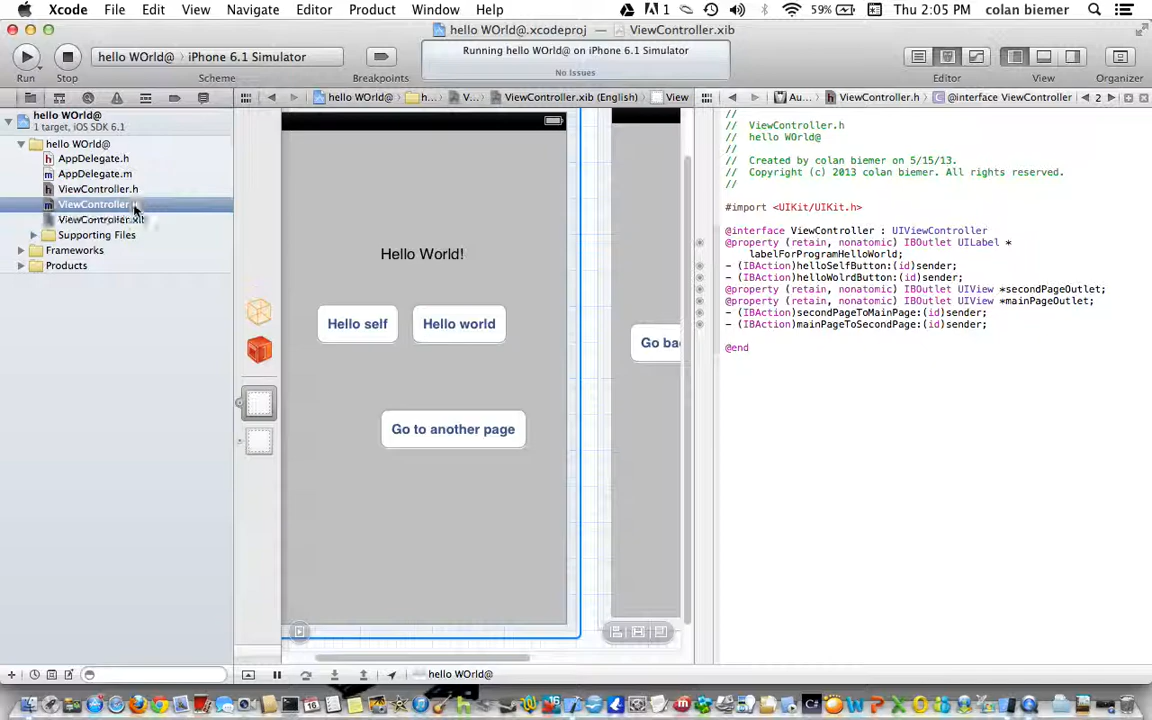 Xcode File Edit View Navigate Editor Product Window Help
1 59% Thu 2:05 PM colan biemer
hello WOrld@.xcodeproj — ViewController.xib
hello WOrld@ › iPhone 6.1 Simulator
Running hello WOrld@ on iPhone 6.1 Simulator
No Issues
Run Stop Scheme Breakpoints Editor View Organizer
hello WOrld@ h... V... ViewController.xib (English) View
Au... ViewController.h @interface ViewController 2
hello WOrld@
1 target, iOS SDK 6.1
hello WOrld@
AppDelegate.h
AppDelegate.m
ViewController.h
ViewController.
ViewController.xib
Supporting Files
Frameworks
Products
Hello World!
Hello self
Hello world
Go to another page
Go bac
//
// ViewController.h
// hello WOrld@
//
// Created by colan biemer on 5/15/13.
// Copyright (c) 2013 colan biemer. All rights reserved.
//
#import <UIKit/UIKit.h>
@interface ViewController : UIViewController
@property (retain, nonatomic) IBOutlet UILabel *
labelForProgramHelloWorld;
- (IBAction)helloSelfButton:(id)sender;
- (IBAction)helloWolrdButton:(id)sender;
@property (retain, nonatomic) IBOutlet UIView *secondPageOutlet;
@property (retain, nonatomic) IBOutlet UIView *mainPageOutlet;
- (IBAction)secondPageToMainPage:(id)sender;
- (IBAction)mainPageToSecondPage:(id)sender;
@end
hello WOrld@